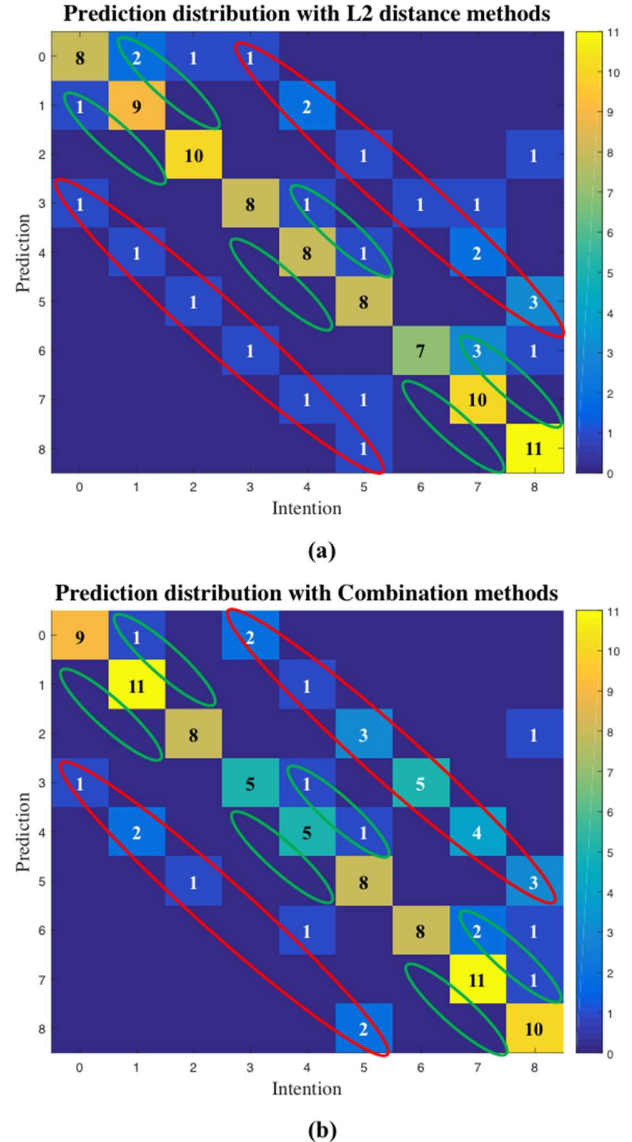 Prediction distribution with L2 distance methods
0 8 2 1 1 11
1 1 9 2 10
2 10 1 1 9
3 1 8 1 1 1 8
4 1 8 1 2 7
5 1 8 3 6
6 1 7 3 1 5
7 1 1 10 4
8 1 11 3
2
1
0
0 1 2 3 4 5 6 7 8
Prediction
Intention
(a)
Prediction distribution with Combination methods
0 9 1 2 11
1 11 1 10
2 8 3 1 9
3 1 5 1 5 8
4 2 5 1 4 7
5 1 8 3 6
6 1 8 2 1 5
7 11 1 4
8 2 10 3
2
1
0
0 1 2 3 4 5 6 7 8
Prediction
Intention
(b)